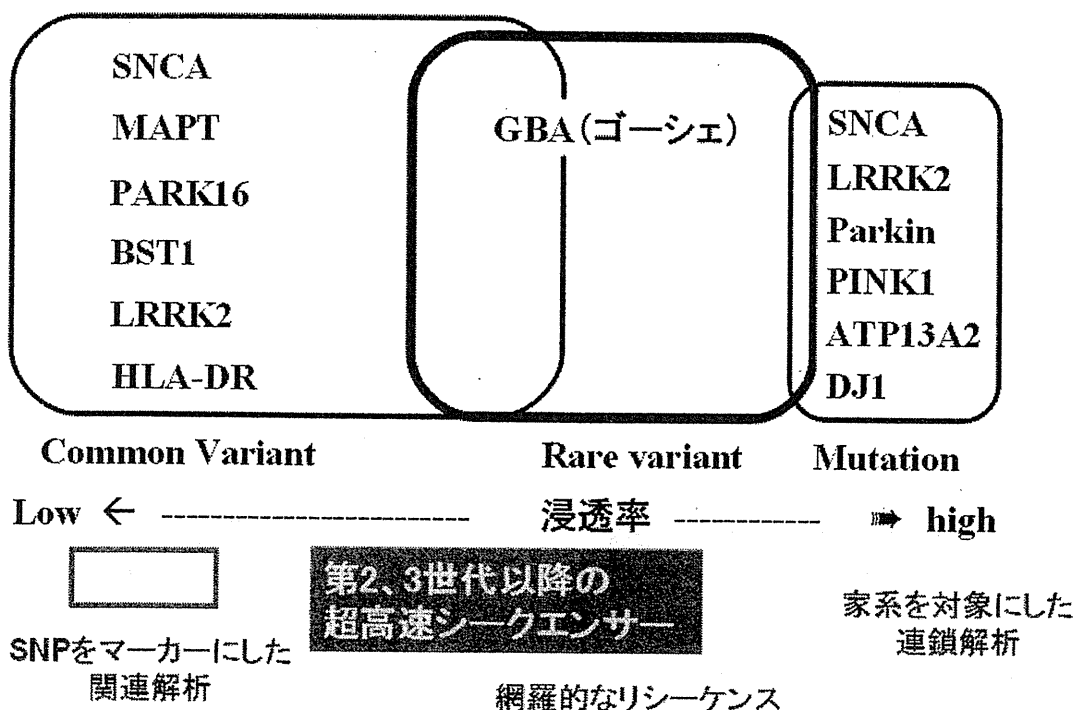 SNCA
MAPT
PARK16
BST1
LRRK2
HLA-DR
GBA(ゴーシェ)
SNCA
LRRK2
Parkin
PINK1
ATP13A2
DJ1
Common Variant
Rare variant
Mutation
Low ← 浸透率 ➠ high
第2、3世代以降の
超高速シークエンサー
SNPをマーカーにした
関連解析
網羅的なリシーケンス
家系を対象にした
連鎖解析